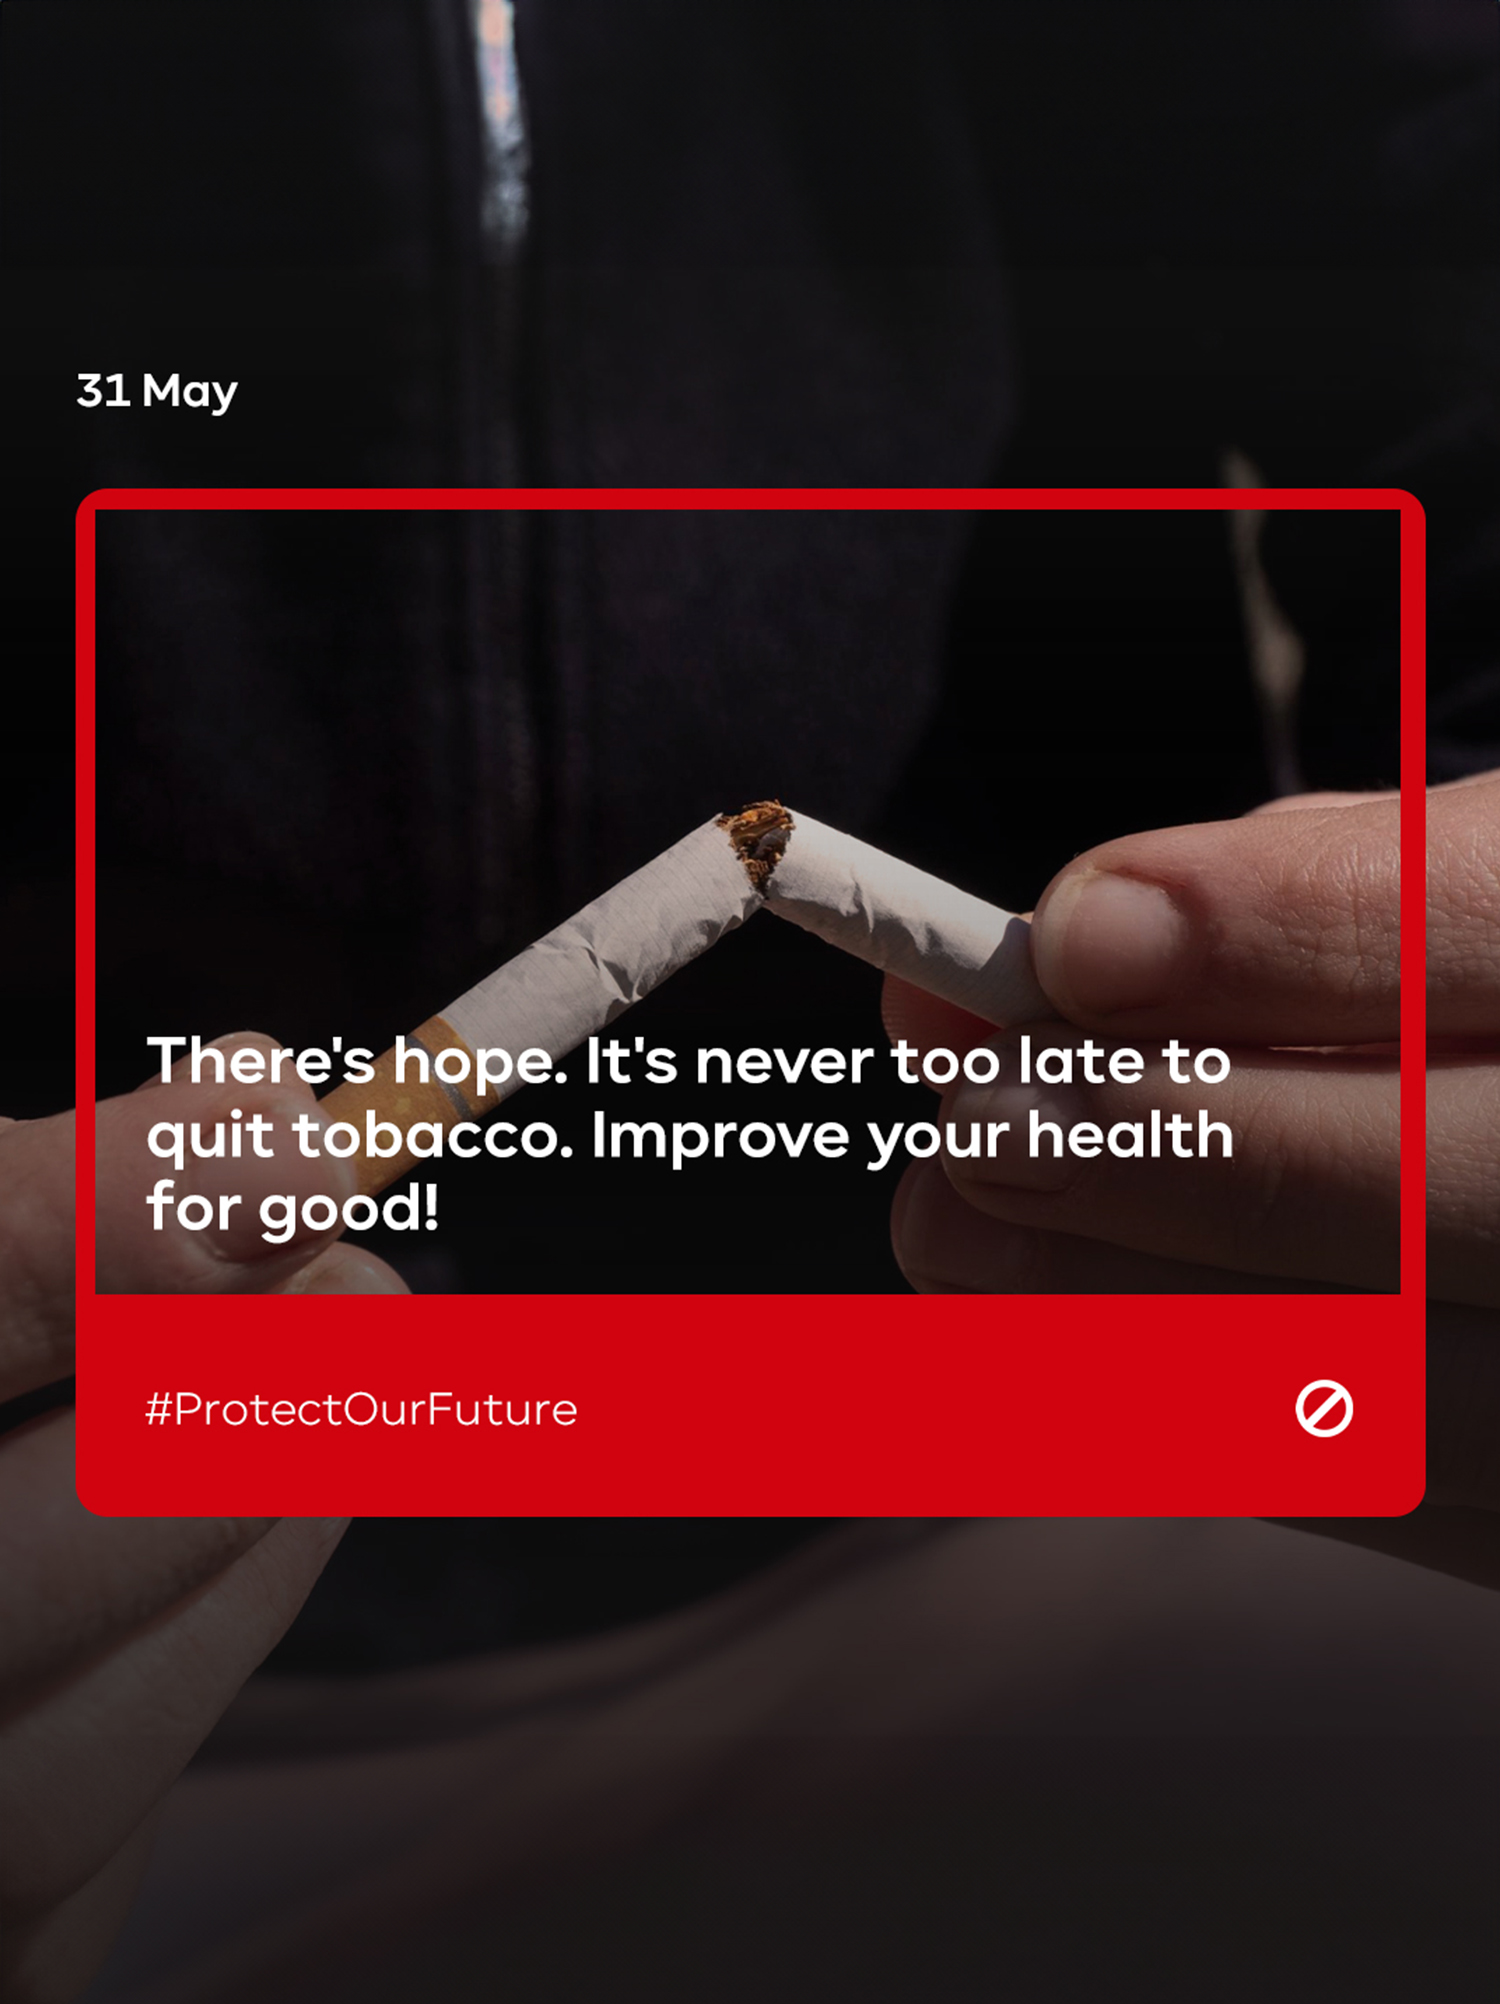 31 May
There's hope. It's never too late to
quit tobacco. Improve your health
for good!
#ProtectOurFuture